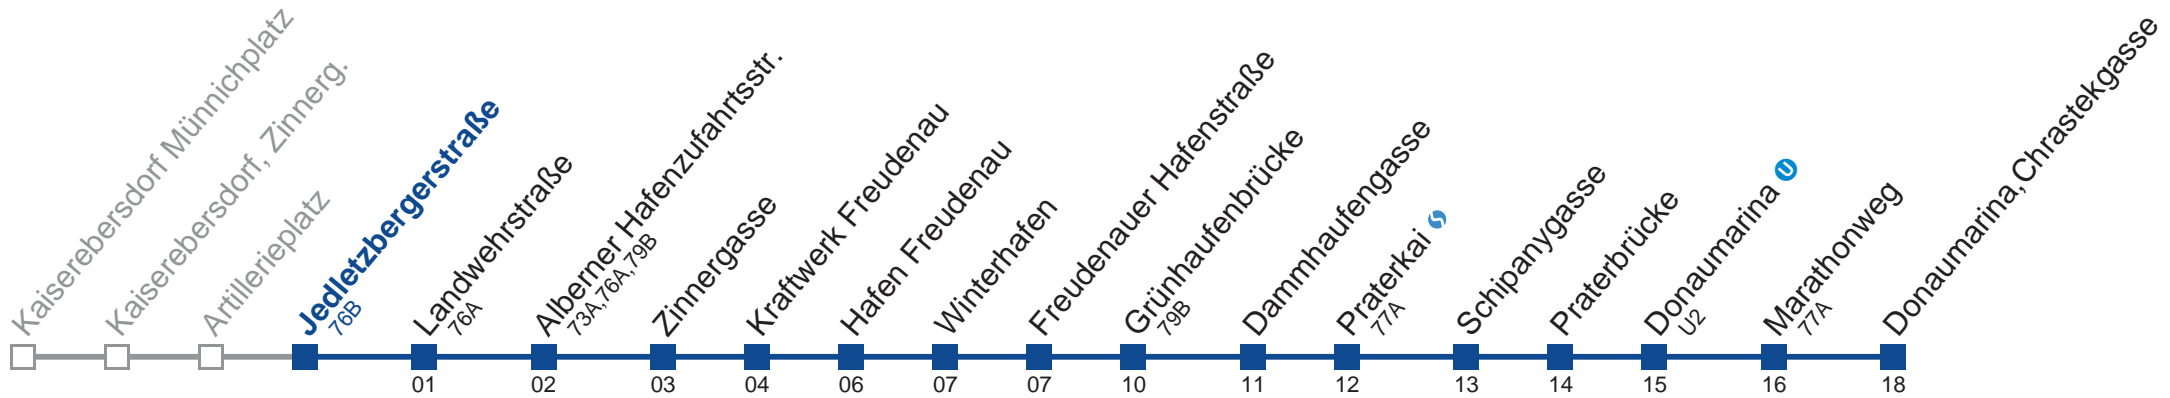 Kaiserebersdorf Münnichplatz
Kaiserebersdorf, Zinnerg.
Artillerieplatz
Jedletzbergerstraße
76B
Landwehrstraße
76A
01
Alberner Hafenzufahrtsstr.
73A,76A,79B
02
Zinnergasse
03
Kraftwerk Freudenau
04
Hafen Freudenau
06
Winterhafen
07
Freudenauer Hafenstraße
07
Grünhaufenbrücke
79B
10
Dammhaufengasse
11
Praterkai S
77A
12
Schipanygasse
13
Praterbrücke
14
Donaumarina U
U2
15
Marathonweg
77A
16
Donaumarina, Chrastekgasse
18